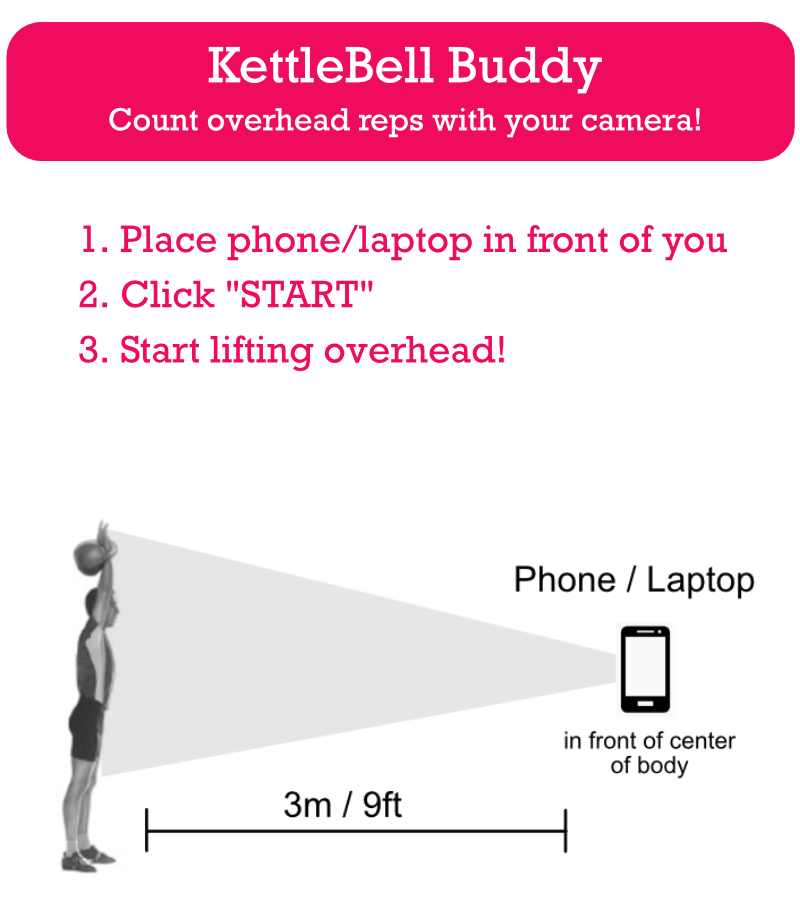 KettleBell Buddy
Count overhead reps with your camera!
1. Place phone/laptop in front of you
2. Click "START"
3. Start lifting overhead!
Phone / Laptop
in front of center
of body
3m / 9ft